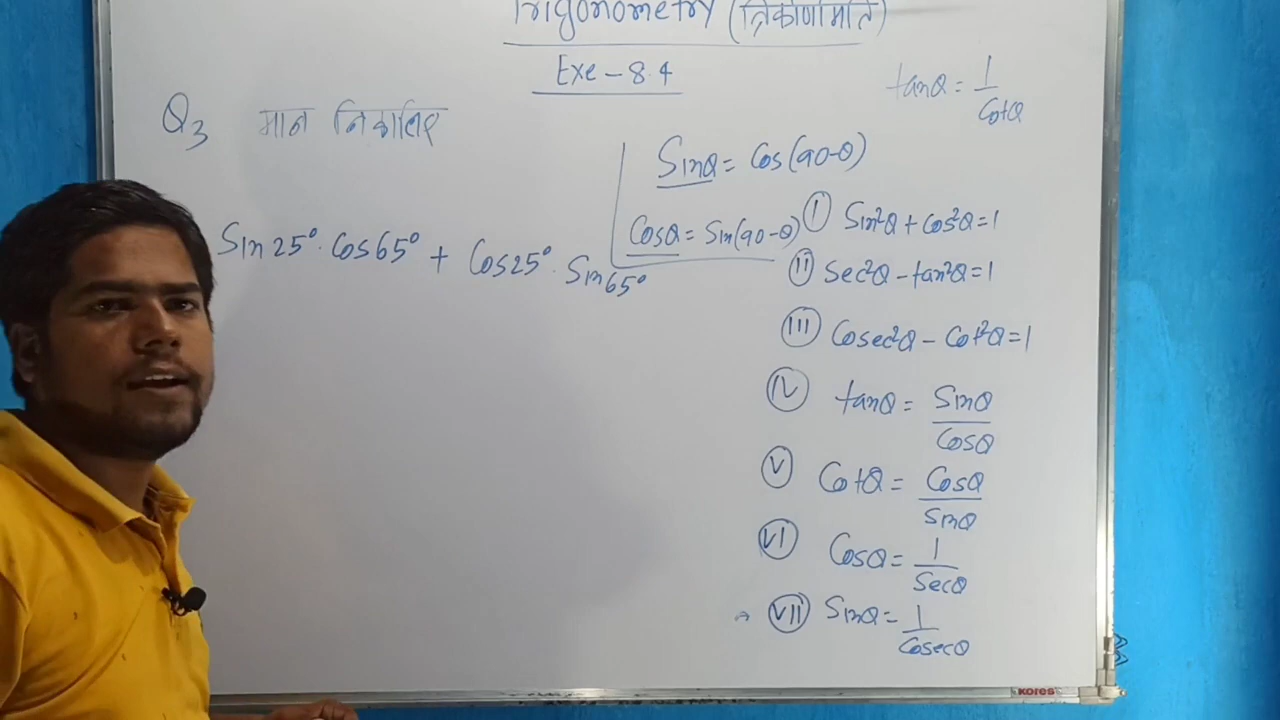 Trigonometry (त्रिकोणमिति)
Exe - 8.4
tanθ = 1/Cotθ
Q3 मान निकालिए
Sinθ = Cos(90-θ)
Cosθ = Sin(90-θ)
Sin25°. Cos65° + Cos25°. Sin65°
(I) Sin²θ + Cos²θ = 1
(II) Sec²θ - tan²θ = 1
(III) Cosec²θ - Cot²θ = 1
(IV) tanθ = Sinθ/Cosθ
(V) Cotθ = Cosθ/Sinθ
(VI) Cosθ = 1/Secθ
(VII) Sinθ = 1/Cosecθ
KORES